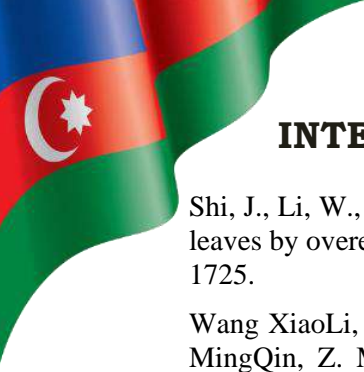 INTE
Shi, J., Li, W.,
leaves by overe
1725.
Wang XiaoLi,
MingQin, Z. M